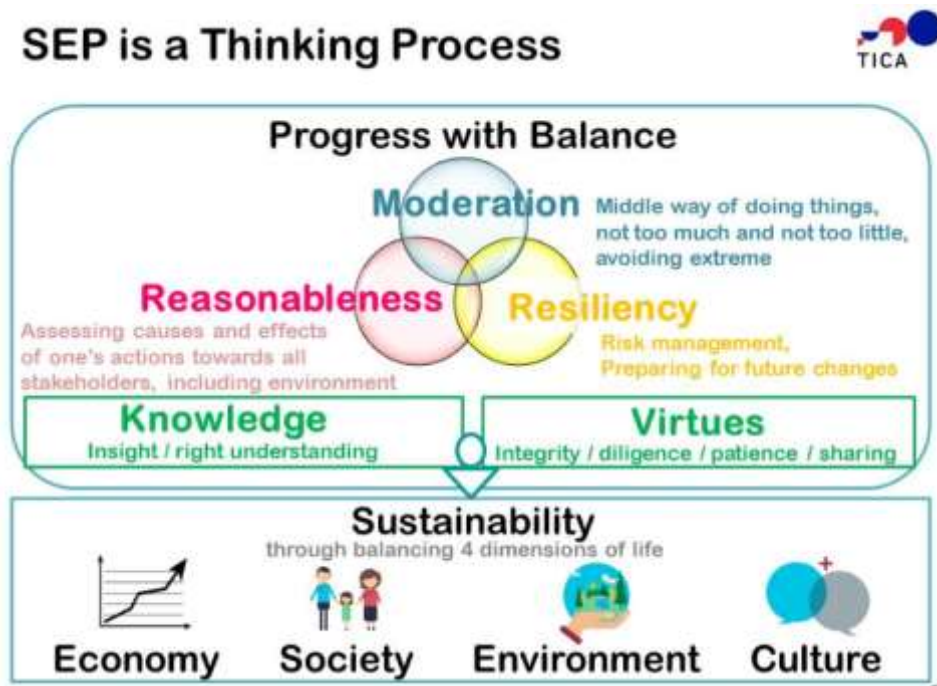 SEP is a Thinking Process
TICA
Progress with Balance
Moderation
Middle way of doing things,
not too much and not too little,
avoiding extreme
Reasonableness
Assessing causes and effects
of one's actions towards all
stakeholders, including environment
Resiliency
Risk management,
Preparing for future changes
Knowledge
Insight / right understanding
Virtues
Integrity / diligence / patience / sharing
Sustainability
through balancing 4 dimensions of life
Economy
Society
Environment
Culture